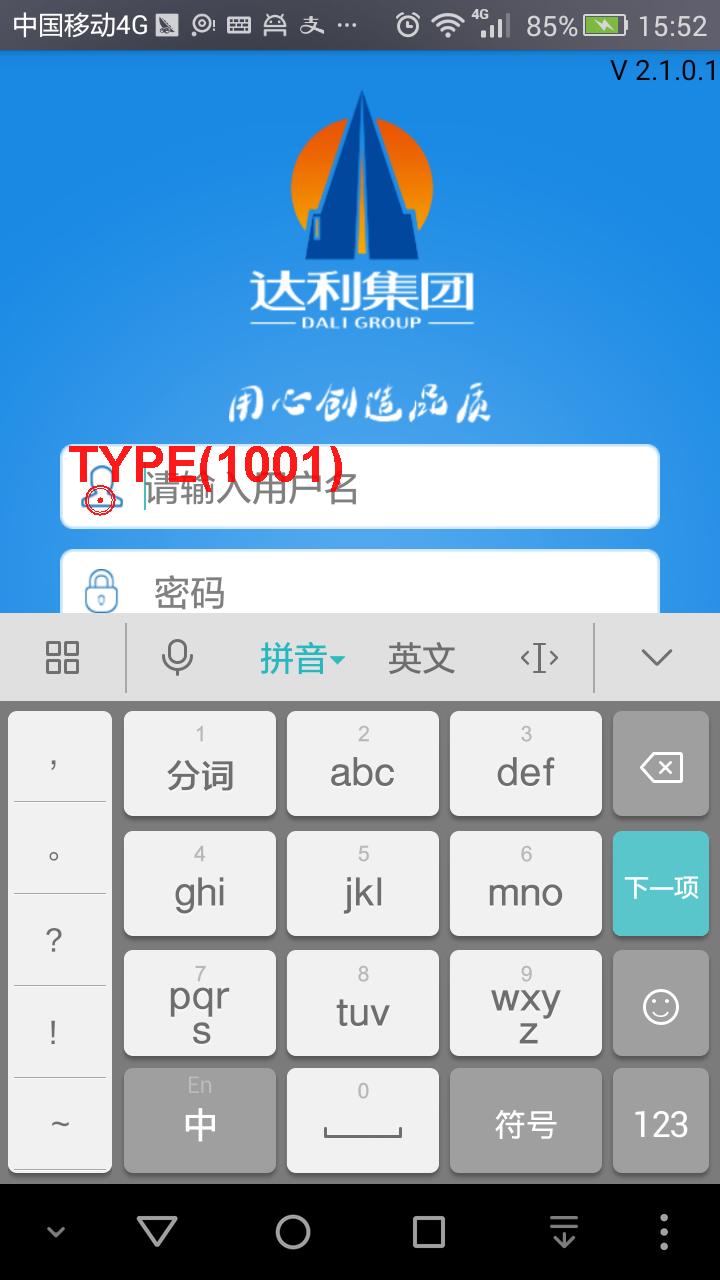 中国移动4G 4G 85% 15:52
V 2.1.0.1
达利集团
DALI GROUP
用心创造品质
TYPE(1001)
请输入用户名
密码
拼音 英文
, 1 分词 2 abc 3 def
。 4 ghi 5 jkl 6 mno 下一项
? 7 pqrs 8 tuv 9 wxyz
!
~ En 中 0 符号 123